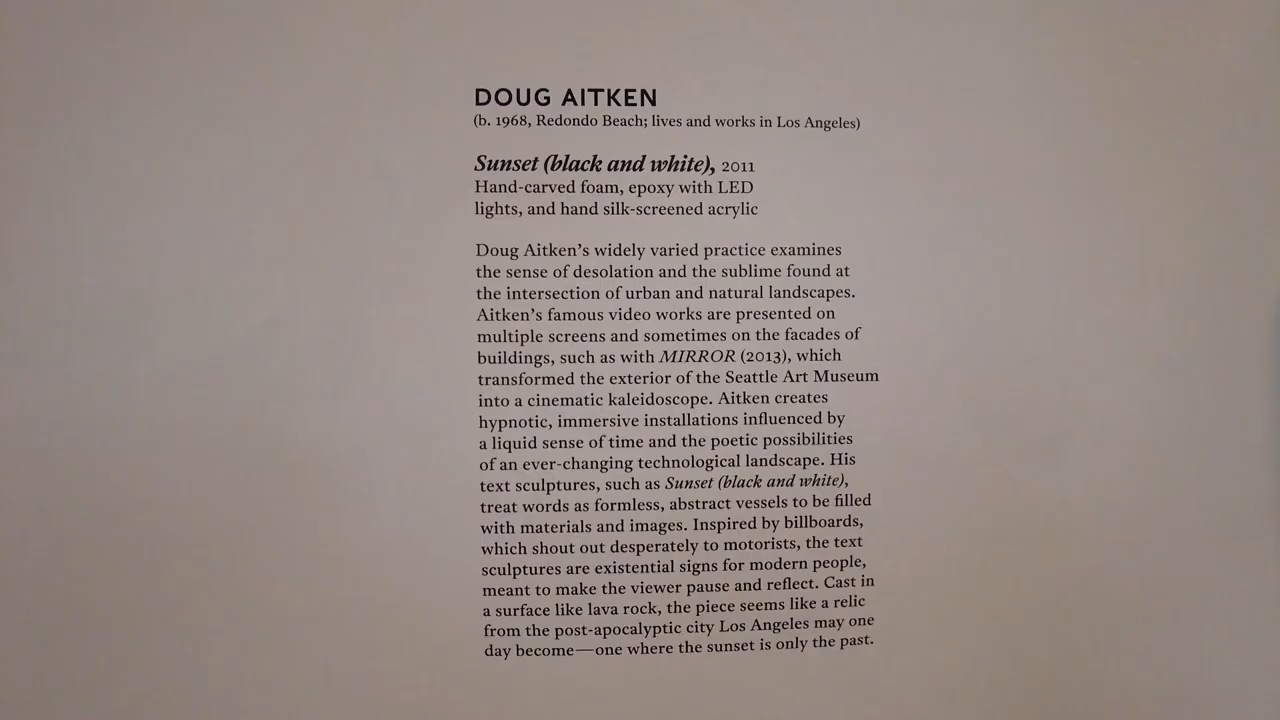 DOUG AITKEN
(b. 1968, Redondo Beach; lives and works in Los Angeles)
Sunset (black and white), 2011
Hand-carved foam, epoxy with LED
lights, and hand silk-screened acrylic
Doug Aitken’s widely varied practice examines
the sense of desolation and the sublime found at
the intersection of urban and natural landscapes.
Aitken’s famous video works are presented on
multiple screens and sometimes on the facades of
buildings, such as with MIRROR (2013), which
transformed the exterior of the Seattle Art Museum
into a cinematic kaleidoscope. Aitken creates
hypnotic, immersive installations influenced by
a liquid sense of time and the poetic possibilities
of an ever-changing technological landscape. His
text sculptures, such as Sunset (black and white),
treat words as formless, abstract vessels to be filled
with materials and images. Inspired by billboards,
which shout out desperately to motorists, the text
sculptures are existential signs for modern people,
meant to make the viewer pause and reflect. Cast in
a surface like lava rock, the piece seems like a relic
from the post-apocalyptic city Los Angeles may one
day become—one where the sunset is only the past.